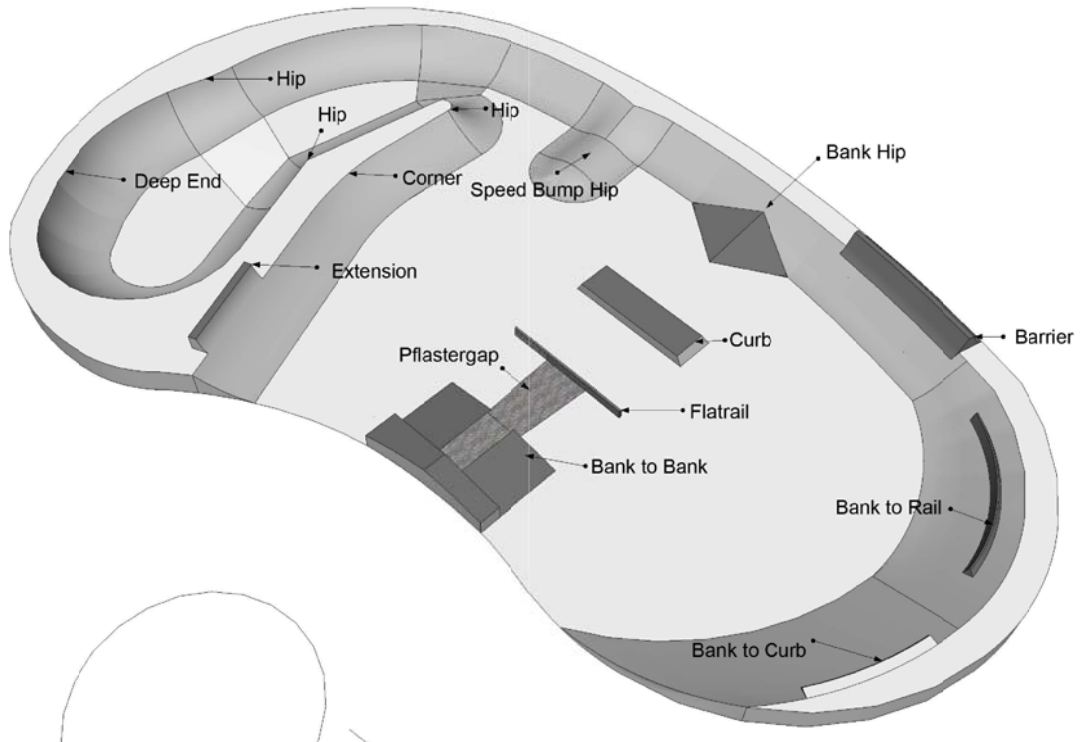 Hip
Hip
Hip
Bank Hip
Deep End
Corner
Speed Bump Hip
Extension
Barrier
Curb
Pflastergap
Flatrail
Bank to Bank
Bank to Rail
Bank to Curb